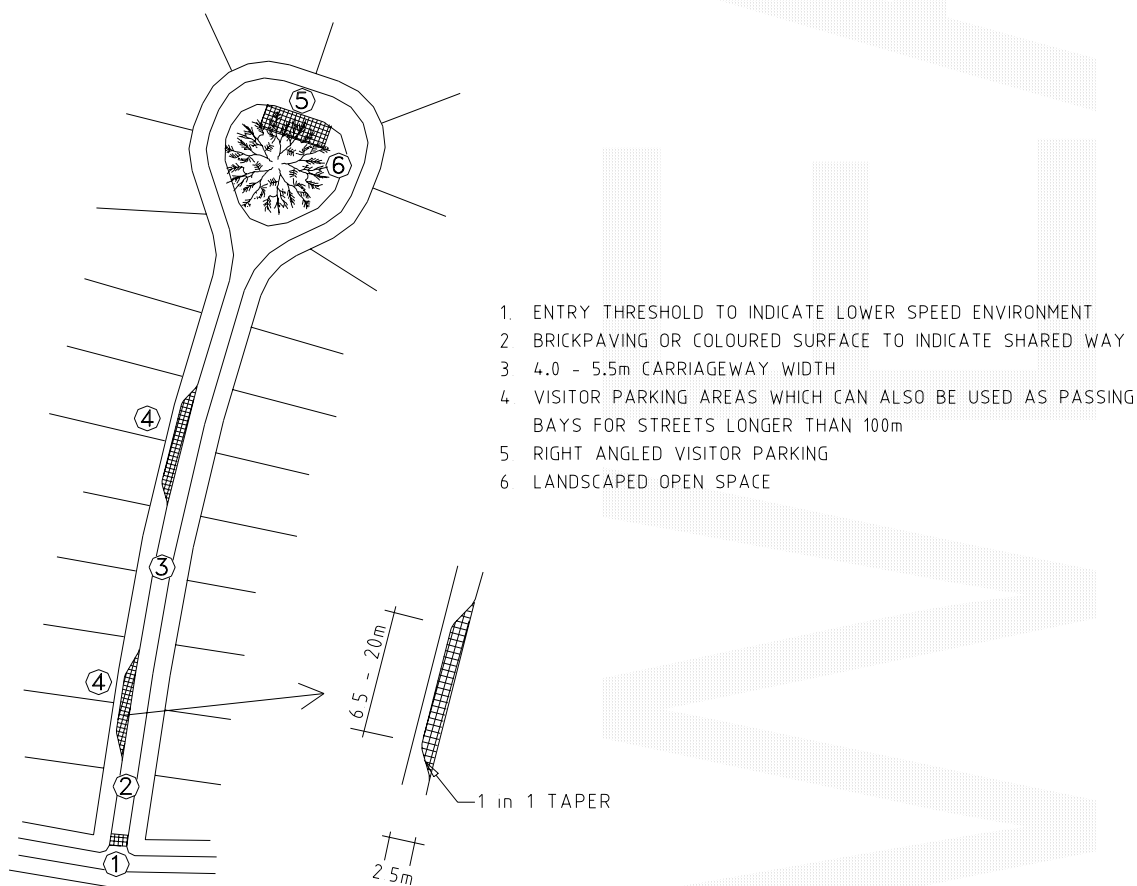 5
6
1. ENTRY THRESHOLD TO INDICATE LOWER SPEED ENVIRONMENT
2 BRICKPAVING OR COLOURED SURFACE TO INDICATE SHARED WAY
3 4.0 - 5.5m CARRIAGEWAY WIDTH
4 VISITOR PARKING AREAS WHICH CAN ALSO BE USED AS PASSING
BAYS FOR STREETS LONGER THAN 100m
5 RIGHT ANGLED VISITOR PARKING
6 LANDSCAPED OPEN SPACE
4
3
6 5 - 20m
4
2
1 in 1 TAPER
1
2 5m